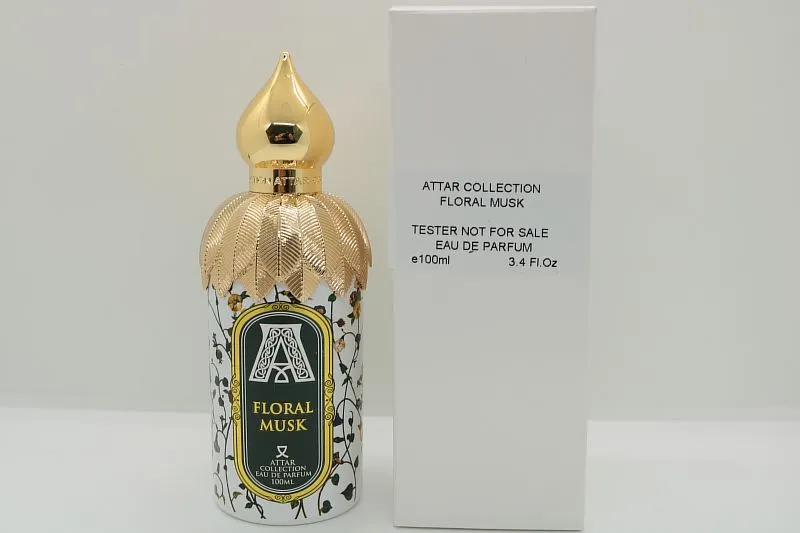 ATTAR
A
FLORAL
MUSK
ATTAR
COLLECTION
EAU DE PARFUM
100ML
ATTAR COLLECTION
FLORAL MUSK
TESTER NOT FOR SALE
EAU DE PARFUM
e100ml 3.4 Fl.Oz